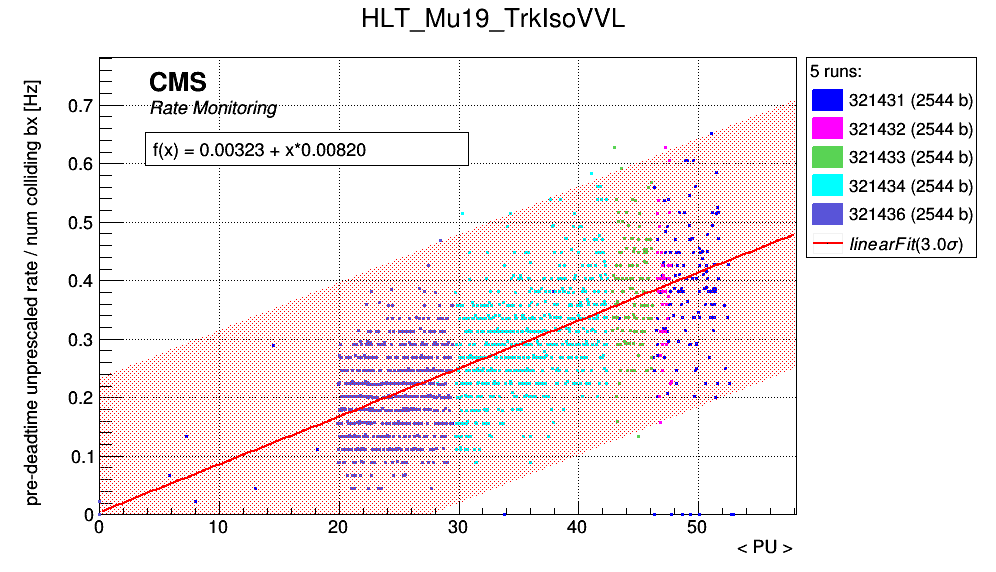 HLT_Mu19_TrkIsoVVL
pre-deadtime unprescaled rate / num colliding bx [Hz]
CMS
Rate Monitoring
f(x) = 0.00323 + x*0.00820
0.7
0.6
0.5
0.4
0.3
0.2
0.1
0
0 10 20 30 40 50
< PU >
5 runs:
321431 (2544 b)
321432 (2544 b)
321433 (2544 b)
321434 (2544 b)
321436 (2544 b)
linearFit(3.0σ)